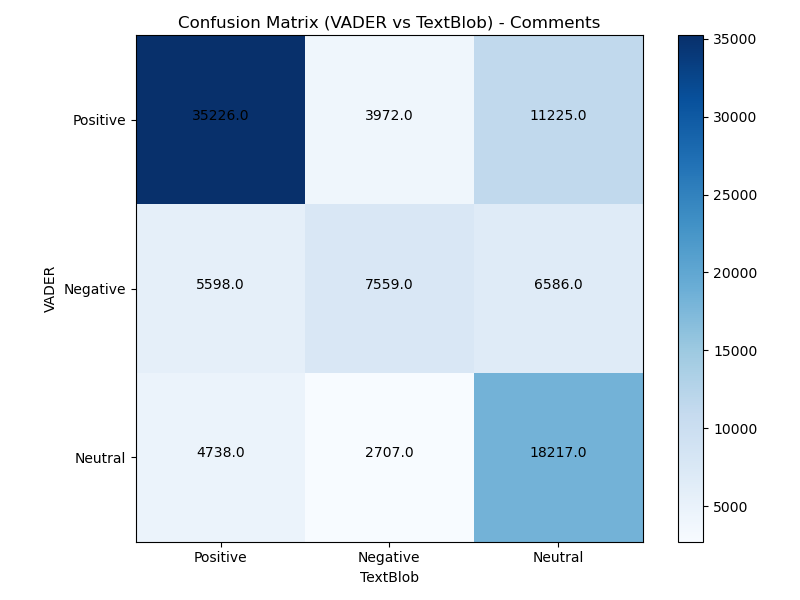 Confusion Matrix (VADER vs TextBlob) - Comments
VADER
Positive
35226.0 3972.0 11225.0
Negative
5598.0 7559.0 6586.0
Neutral
4738.0 2707.0 18217.0
Positive Negative Neutral
TextBlob
35000
30000
25000
20000
15000
10000
5000